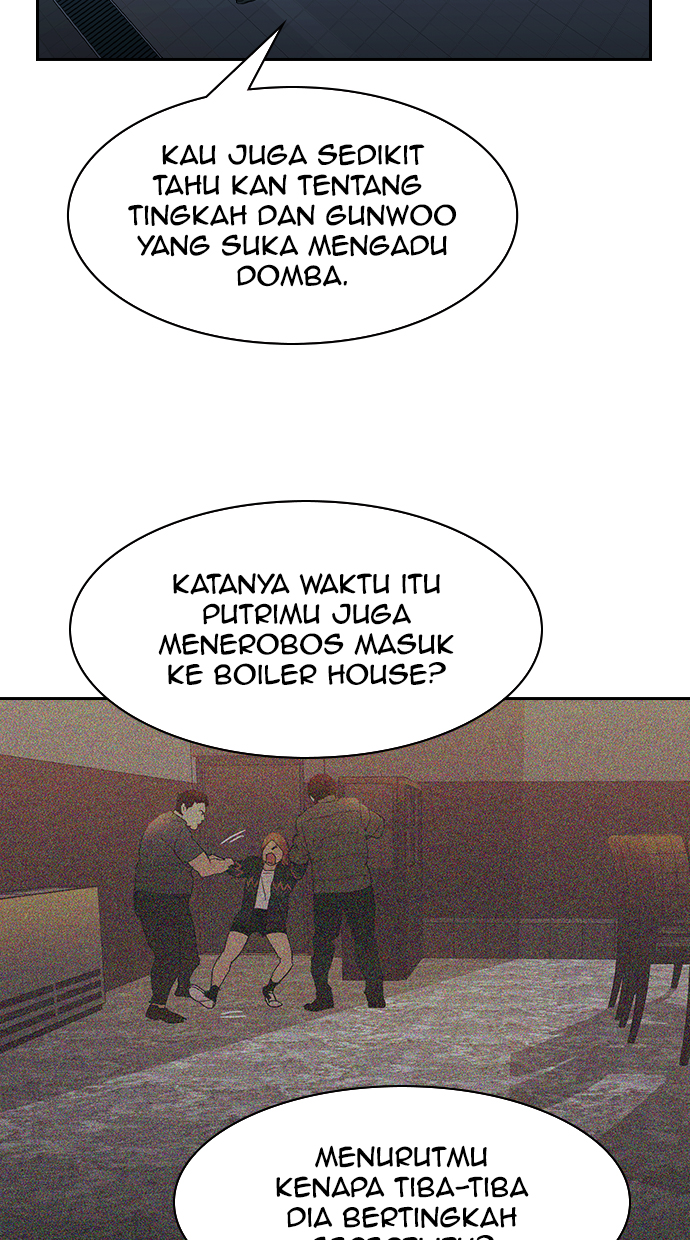 KAU JUGA SEDIKIT
TAHU KAN TENTANG
TINGKAH DAN GUNWOO
YANG SUKA MENGADU
DOMBA.
KATANYA WAKTU ITU
PUTRIMU JUGA
MENEROBOS MASUK
KE BOILER HOUSE?
MENURUTMU
KENAPA TIBA-TIBA
DIA BERTINGKAH